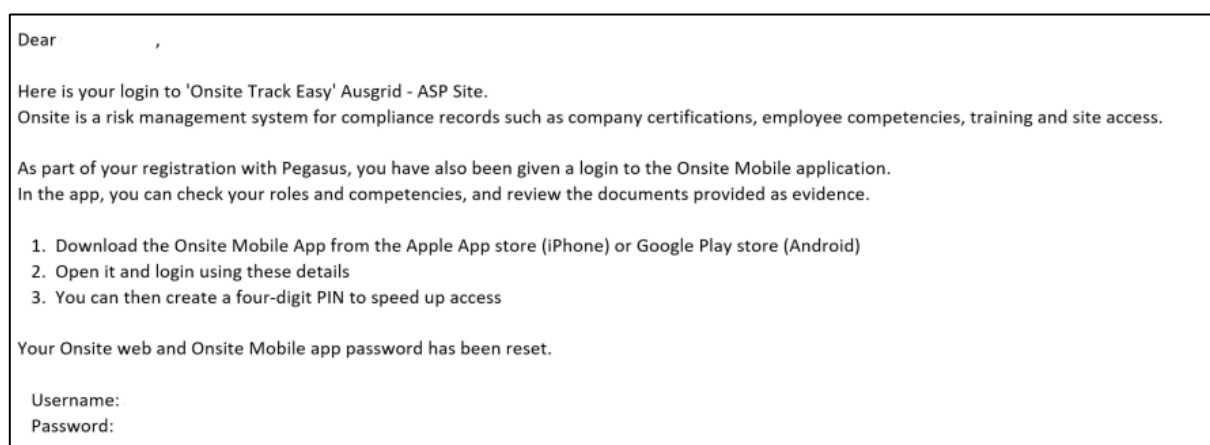 Dear ,
Here is your login to 'Onsite Track Easy' Ausgrid - ASP Site.
Onsite is a risk management system for compliance records such as company certifications, employee competencies, training and site access.
As part of your registration with Pegasus, you have also been given a login to the Onsite Mobile application.
In the app, you can check your roles and competencies, and review the documents provided as evidence.
1. Download the Onsite Mobile App from the Apple App store (iPhone) or Google Play store (Android)
2. Open it and login using these details
3. You can then create a four-digit PIN to speed up access
Your Onsite web and Onsite Mobile app password has been reset.
Username:
Password: